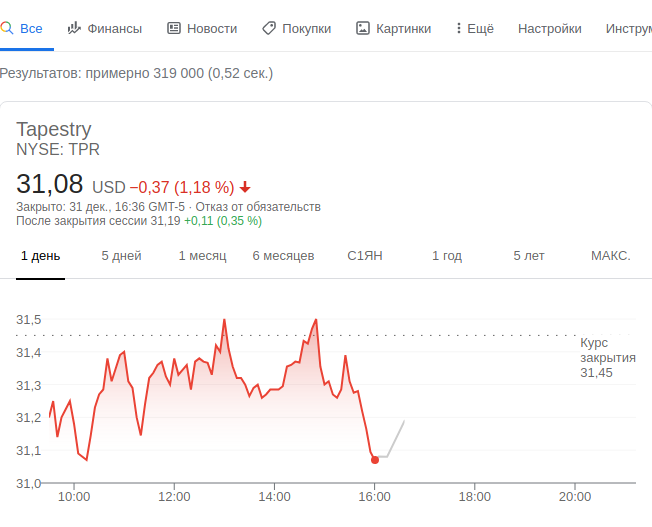 Все Финансы Новости Покупки Картинки Ещё Настройки Инструм
Результатов: примерно 319 000 (0,52 сек.)
Tapestry
NYSE: TPR
31,08 USD −0,37 (1,18 %)
Закрыто: 31 дек., 16:36 GMT-5 · Отказ от обязательств
После закрытия сессии 31,19 +0,11 (0,35 %)
1 день 5 дней 1 месяц 6 месяцев С1ЯН 1 год 5 лет МАКС.
31,5
Курс
31,4
закрытия
31,45
31,3
31,2
31,1
31,0
10:00 12:00 14:00 16:00 18:00 20:00